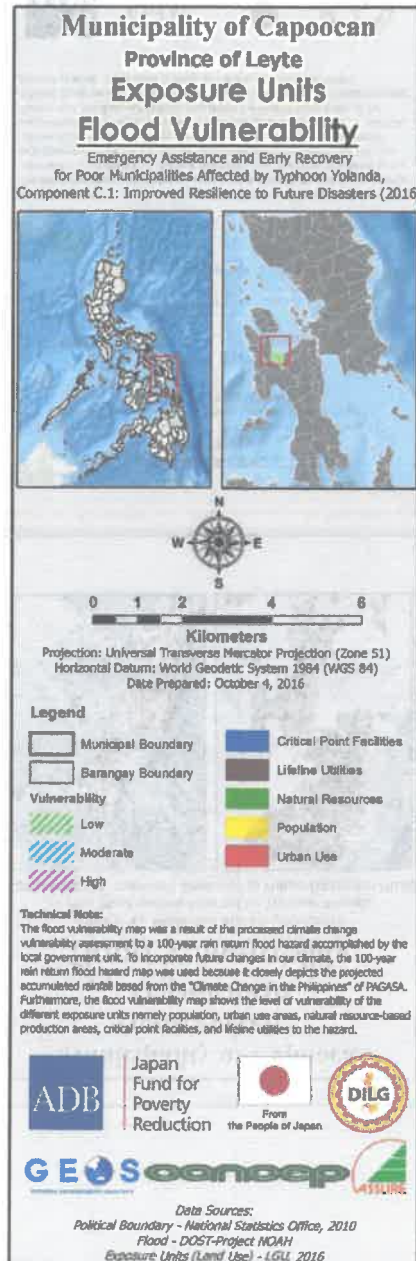 Municipality of Capoocan
Province of Leyte
Exposure Units
Flood Vulnerability
Emergency Assistance and Early Recovery
for Poor Municipalities Affected by Typhoon Yolanda,
Component C.1: Improved Resilience to Future Disasters (2016
N
W E
S
0 1 2 4 6
Kilometers
Projection: Universal Transverse Mercator Projection (Zone 51)
Horizontal Datum: World Geodetic System 1984 (WGS 84)
Date Prepared: October 4, 2016
Legend
Municipal Boundary
Barangay Boundary
Vulnerability
Low
Moderate
High
Critical Point Facilities
Lifeline Utilities
Natural Resources
Population
Urban Use
Technical Note:
The flood vulnerability map was a result of the processed climate change
vulnerability assessment to a 100-year rain return flood hazard accomplished by the
local government unit. To incorporate future changes in our climate, the 100-year
rain return flood hazard map was used because it closely depicts the projected
accumulated rainfall based from the "Climate Change in the Philippines" of PAGASA.
Furthermore, the flood vulnerability map shows the level of vulnerability of the
different exposure units namely population, urban use areas, natural resource-based
production areas, critical point facilities, and lifeline utilities to the hazard.
ADB
Japan
Fund for
Poverty
Reduction
From
the People of Japan
DILG
GEOS
cancep
ASSURE
Data Sources:
Political Boundary - National Statistics Office, 2010
Flood - DOST-Project NOAH
Exposure Units (Land Use) - LGU, 2016